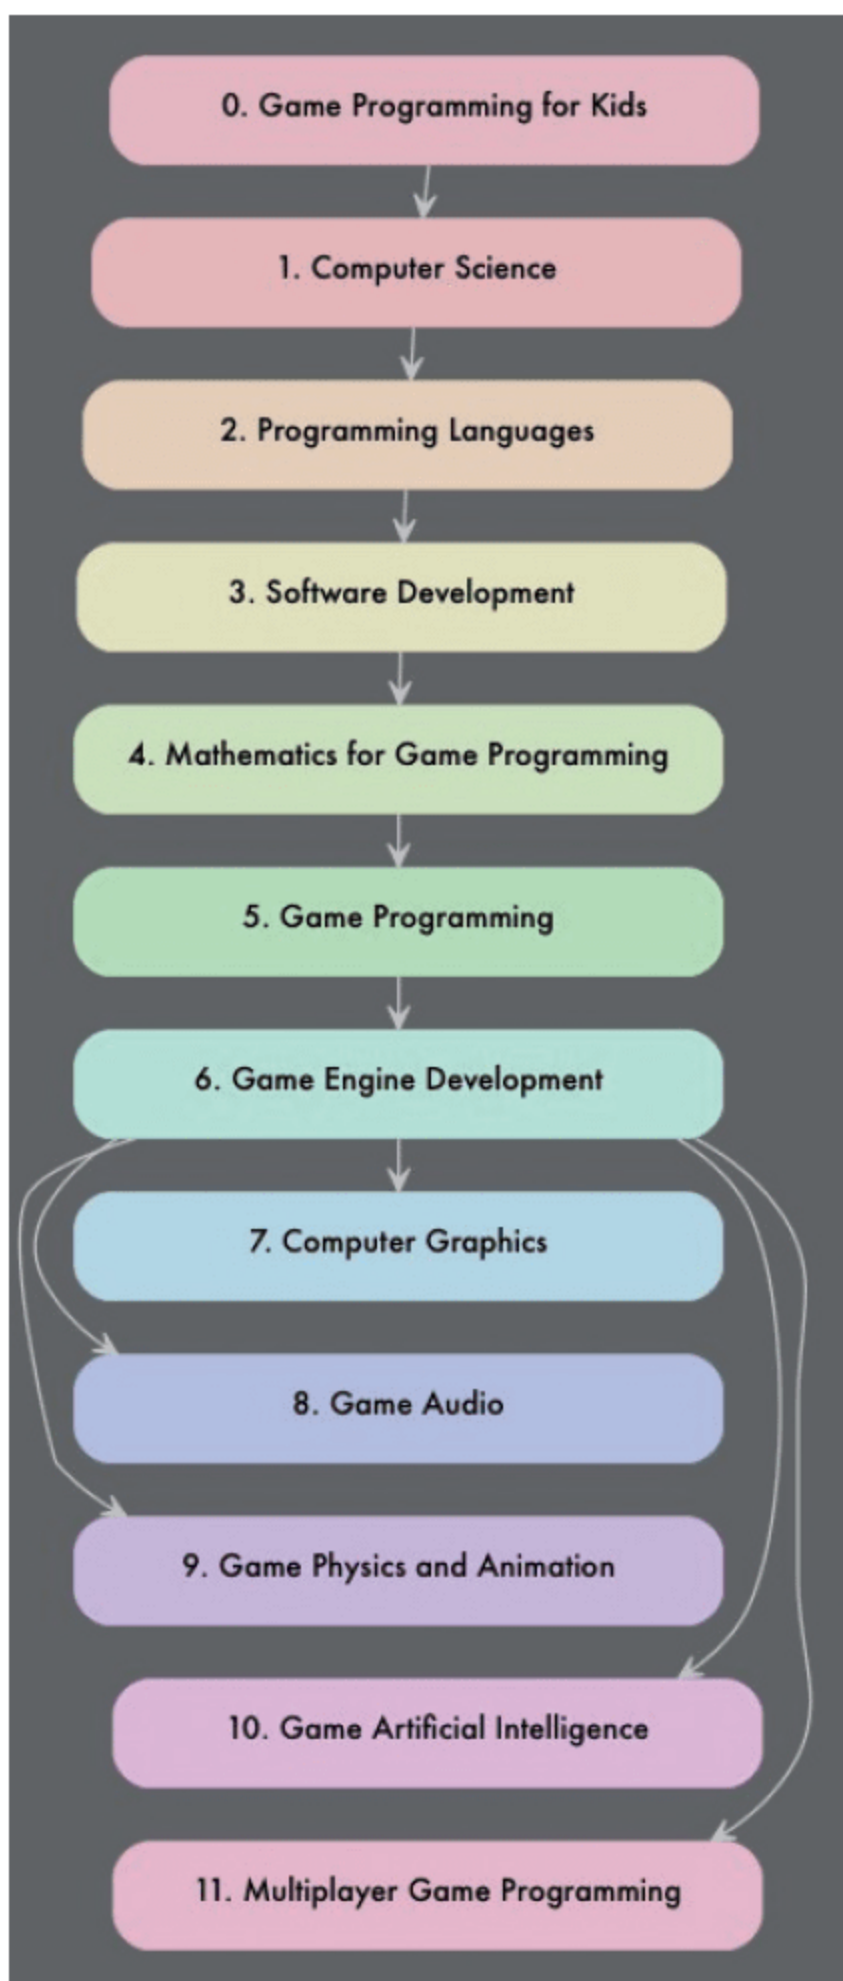 0. Game Programming for Kids
1. Computer Science
2. Programming Languages
3. Software Development
4. Mathematics for Game Programming
5. Game Programming
6. Game Engine Development
7. Computer Graphics
8. Game Audio
9. Game Physics and Animation
10. Game Artificial Intelligence
11. Multiplayer Game Programming